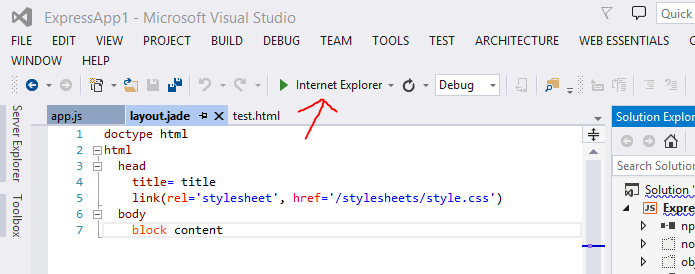 ExpressApp1 - Microsoft Visual Studio
Quick
FILE EDIT VIEW PROJECT BUILD DEBUG TEAM TOOLS TEST ARCHITECTURE WEB ESSENTIALS
WINDOW HELP
Internet Explorer Debug
Server Explorer
Toolbox
app.js layout.jade test.html
1 doctype html
2 html
3 head
4 title= title
5 link(rel='stylesheet', href='/stylesheets/style.css')
6 body
7 block content
Solution Explor
Search Solution
Solution '
JS Expre
np
no